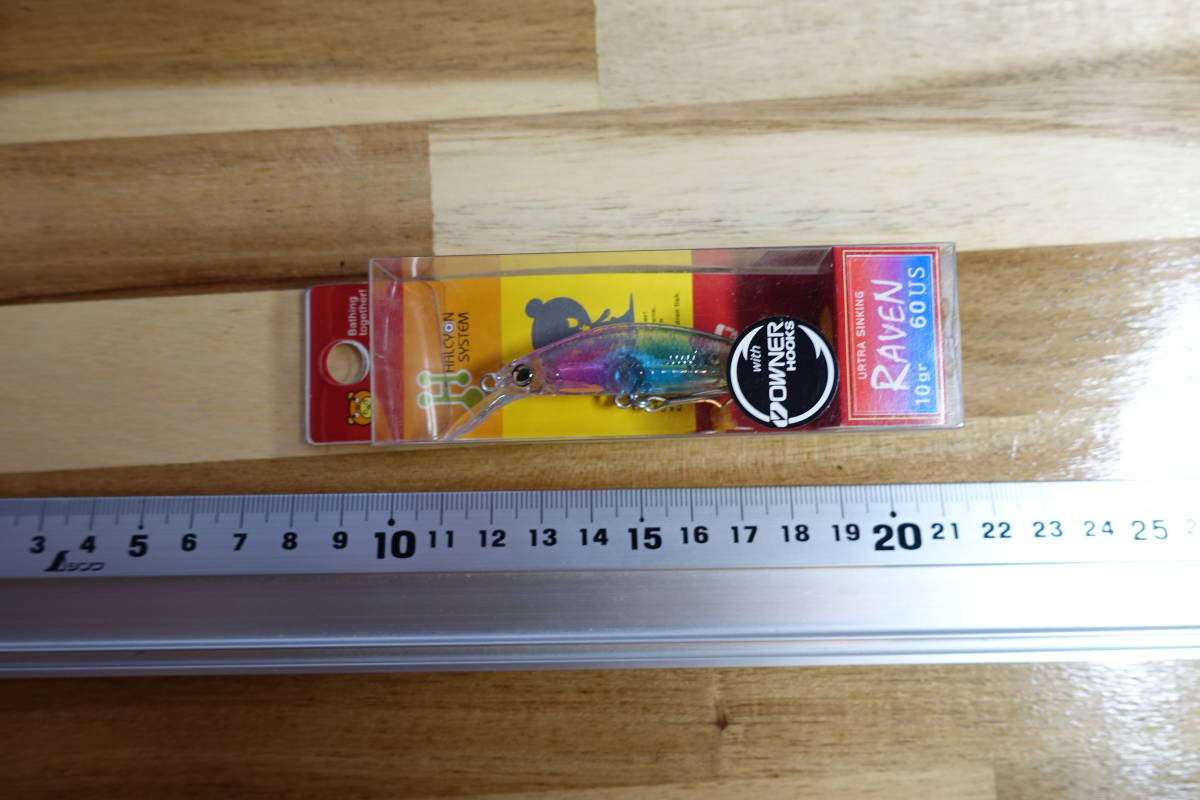 Bathing
together!
HALCYON
SYSTEM
with
OWNER
HOOKS
URTRA SINKING
RAVEN
10gr 60US
3 4 5 6 7 8 9 10 11 12 13 14 15 16 17 18 19 20 21 22 23 24 25